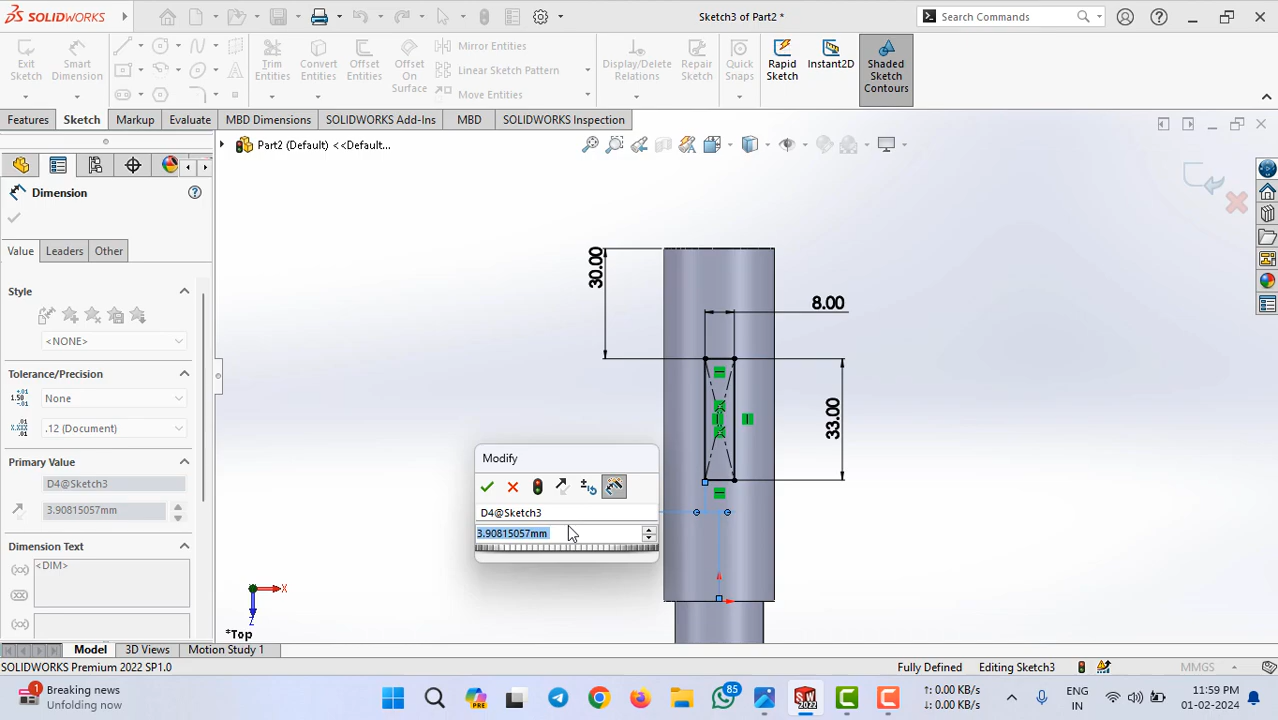 SOLIDWORKS
Sketch3 of Part2 *
Search Commands
Exit Sketch
Smart Dimension
Trim Entities
Convert Entities
Offset Entities
Offset On Surface
Mirror Entities
Linear Sketch Pattern
Move Entities
Display/Delete Relations
Repair Sketch
Quick Snaps
Rapid Sketch
Instant2D
Shaded Sketch Contours
Features
Sketch
Markup
Evaluate
MBD Dimensions
SOLIDWORKS Add-Ins
MBD
SOLIDWORKS Inspection
Part2 (Default) <<Default...
Dimension
Value
Leaders
Other
Style
<NONE>
Tolerance/Precision
None
.12 (Document)
Primary Value
D4@Sketch3
3.90815057mm
Dimension Text
<DIM>
30.00
8.00
33.00
Modify
D4@Sketch3
3.90815057mm
X
Z
*Top
Model
3D Views
Motion Study 1
SOLIDWORKS Premium 2022 SP1.0
Fully Defined
Editing Sketch3
MMGS
1
Breaking news
Unfolding now
PRE
85
SW
2022
↑: 0.00 KB/s
↓: 0.00 KB/s
ENG
IN
11:59 PM
01-02-2024